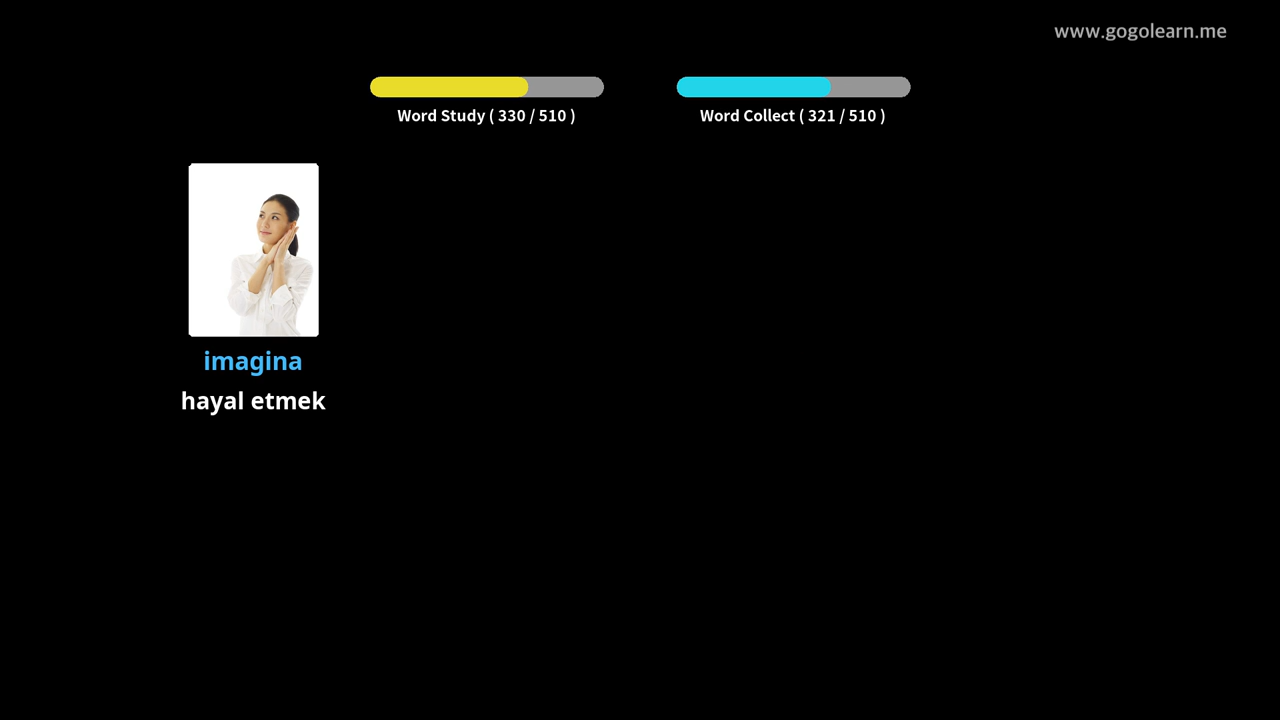 www.gogolearn.me
Word Study ( 330 / 510 )
Word Collect ( 321 / 510 )
imagina
hayal etmek